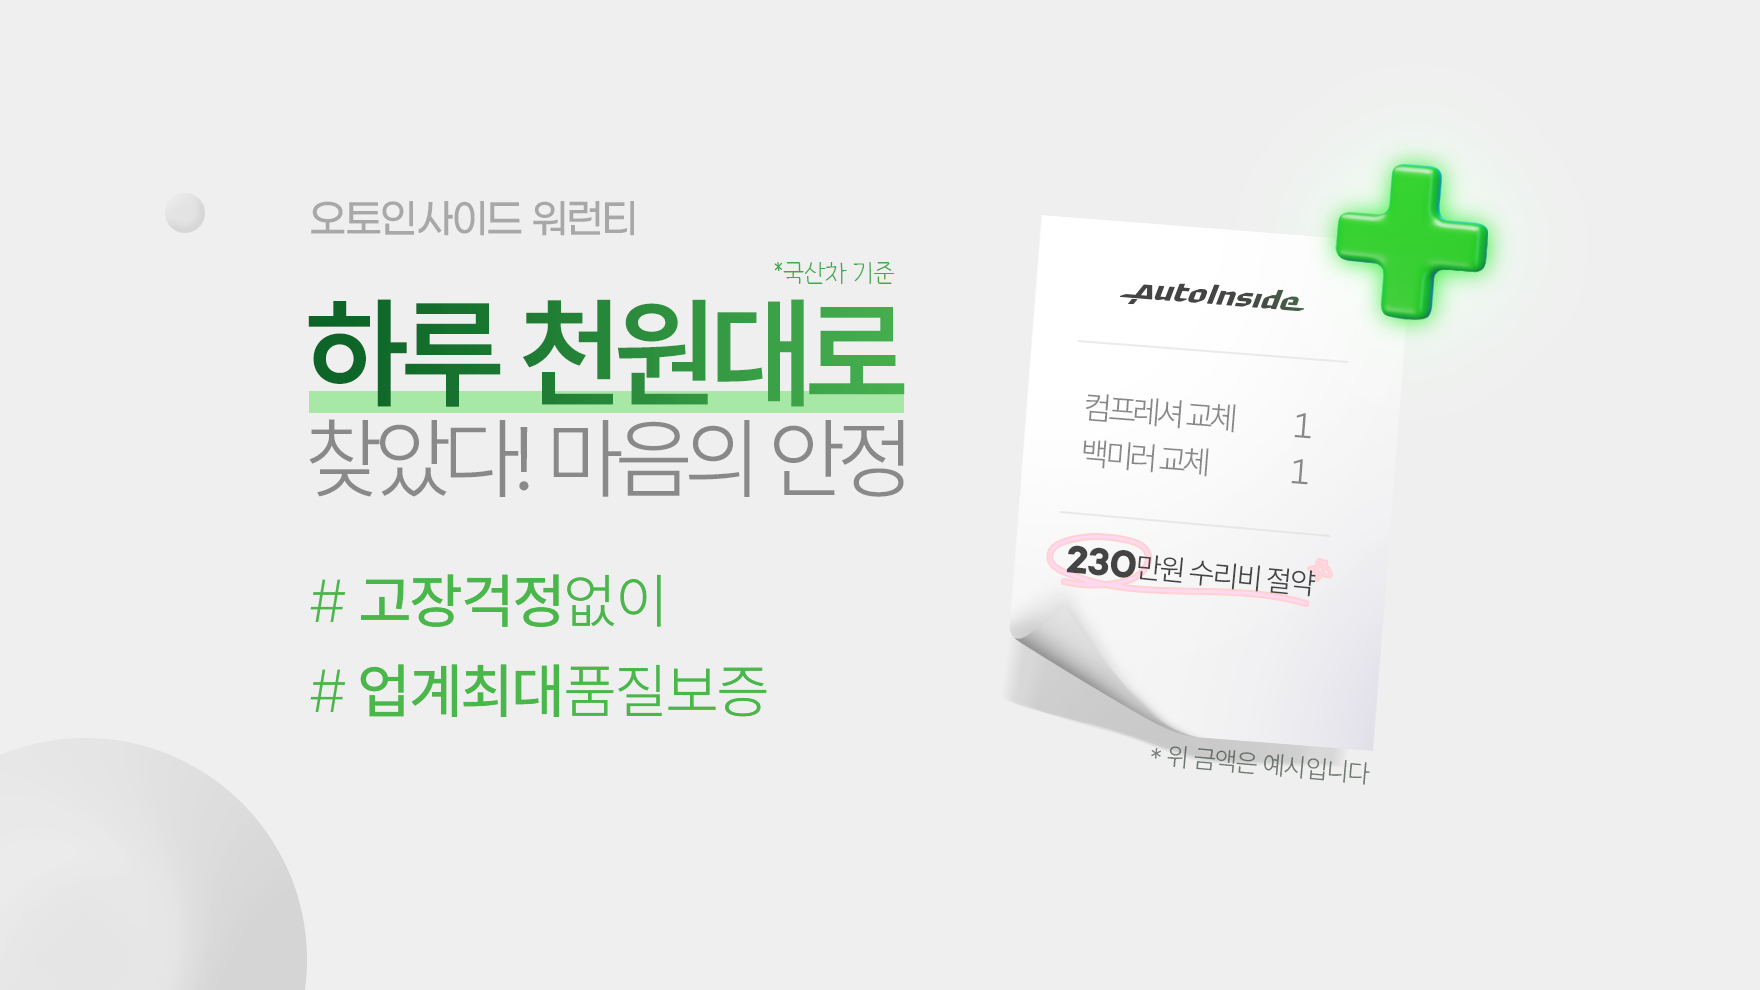 오토인사이드 워런티
*국산차 기준
하루 천원대로
찾았다! 마음의 안정
# 고장걱정없이
# 업계최대품질보증
AutoInside
컴프레셔 교체 1
백미러 교체 1
230만원 수리비 절약
* 위 금액은 예시입니다